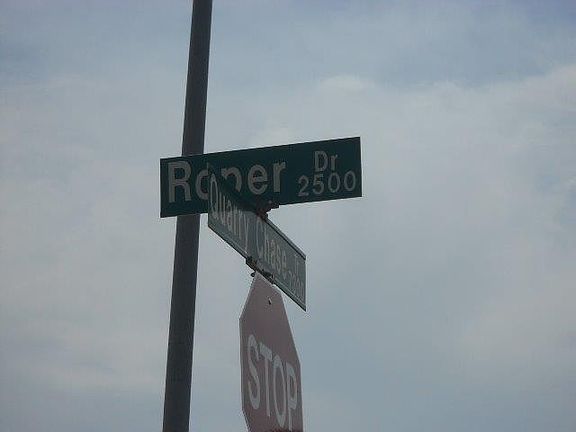 Roper Dr
2500
Quarry Chase
STOP